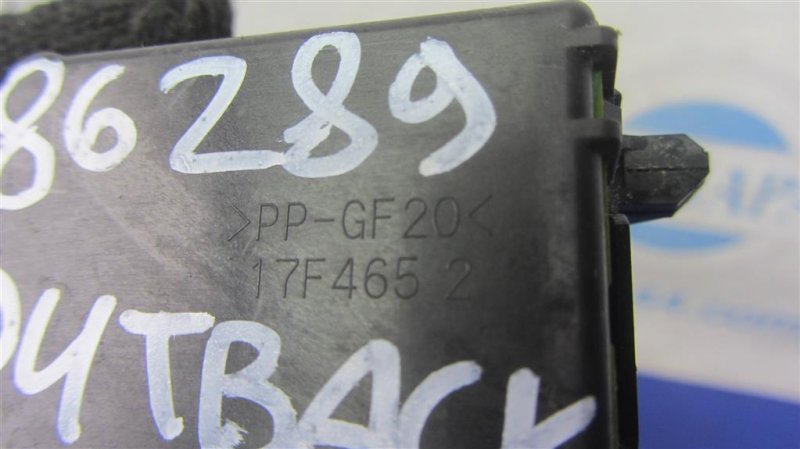 86289
>PP-GF20<
17F465 2
OUTBACK